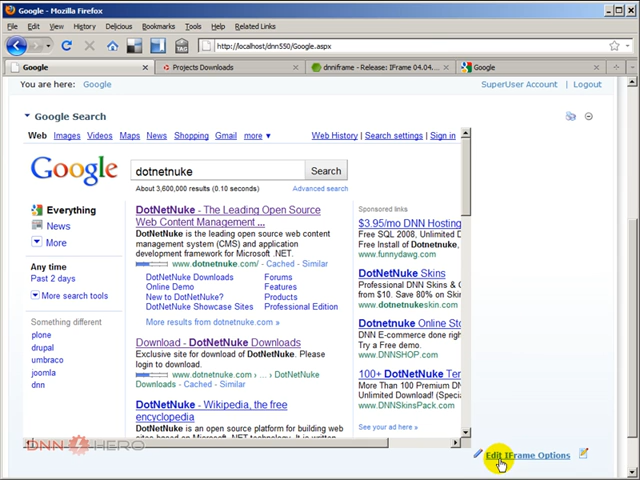 Google - Mozilla Firefox
File Edit View History Delicious Bookmarks Tools Help Related Links
TAG http://localhost/dnn550/Google.aspx
Google Projects Downloads dnniframe - Release: IFrame 04.04.... Google
You are here: Google SuperUser Account | Logout
Google Search
Web Images Videos Maps News Shopping Gmail more ▼ Web History | Search settings | Sign in
Google dotnetnuke Search
About 3,600,000 results (0.10 seconds) Advanced search
Everything
News
More
Any time
Past 2 days
More search tools
Something different
plone
drupal
umbraco
joomla
dnn
DotNetNuke - The Leading Open Source
Web Content Management ...
DotNetNuke is the leading open source web content
management system (CMS) and application
development framework for Microsoft .NET.
www.dotnetnuke.com/ - Cached - Similar
DotNetNuke Downloads Forums
Online Demo Features
New to DotNetNuke? Products
DotNetNuke Showcase Sites Professional Edition
More results from dotnetnuke.com »
Download - DotNetNuke Downloads
Exclusive site for download of DotNetNuke. Please
login to download.
www.dotnetnuke.com › ... › DotNetNuke
Downloads - Cached - Similar
DotNetNuke - Wikipedia, the free
encyclopedia
DotNetNuke is an open source platform for building
Sponsored links
$3.95/mo DNN Hosting
Free SQL 2008, Unlimited D
Free Install of Dotnetnuke,
www.funnydawg.com
DotNetNuke Skins
Professional DNN Skins & C
from $10. Save 80% on Ski
www.dotnetnukeskin.com
Dotnetnuke Online Sto
DNN E-commerce done righ
Try a Free demo.
www.DNNSHOP.com
100+ DotNetNuke Ter
More Than 100 Premium DN
Unlimited Download! (Specia
www.DNNSkinsPack.com
See your ad here »
DNN HERO
Edit IFrame Options